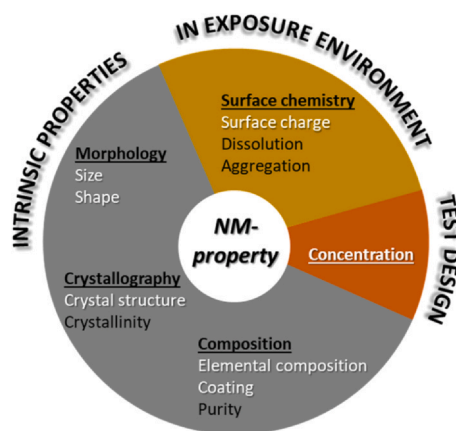 IN EXPOSURE ENVIRONMENT
INTRINSIC PROPERTIES
TEST DESIGN
Surface chemistry
Surface charge
Dissolution
Aggregation
Morphology
Size
Shape
NM-
property
Concentration
Crystallography
Crystal structure
Crystallinity
Composition
Elemental composition
Coating
Purity